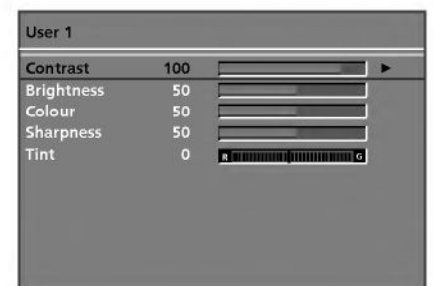 User 1
Contrast 100
Brightness 50
Colour 50
Sharpness 50
Tint 0 R G